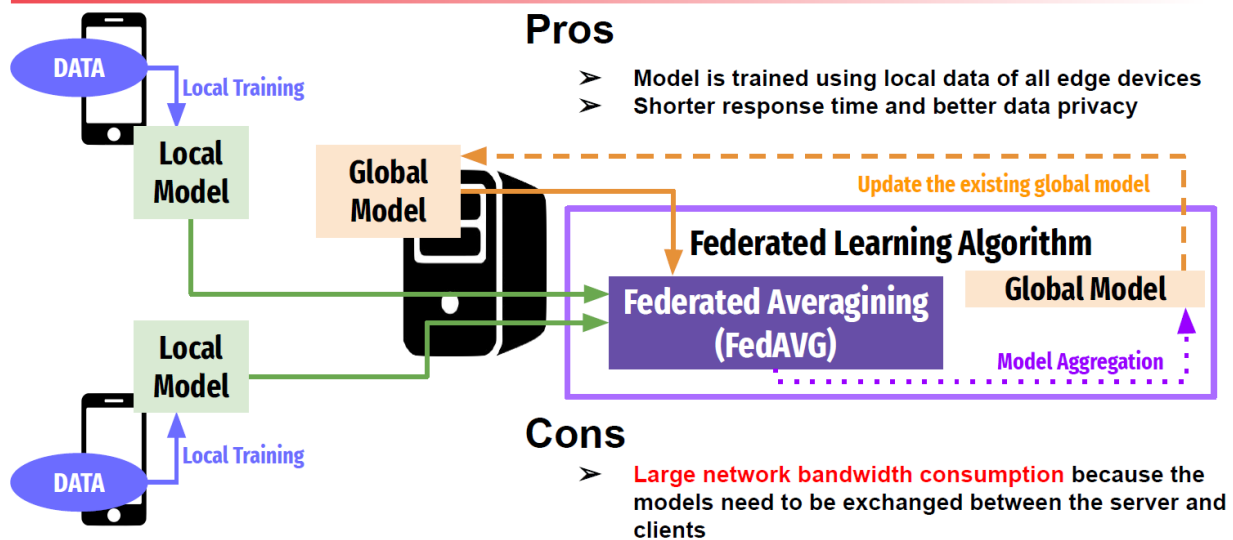 Pros
➢ Model is trained using local data of all edge devices
➢ Shorter response time and better data privacy
DATA
Local Training
Local
Model
Global
Model
Update the existing global model
Federated Learning Algorithm
Federated Averagining
(FedAVG)
Global Model
Model Aggregation
Local
Model
Local Training
DATA
Cons
➢ Large network bandwidth consumption because the
models need to be exchanged between the server and
clients